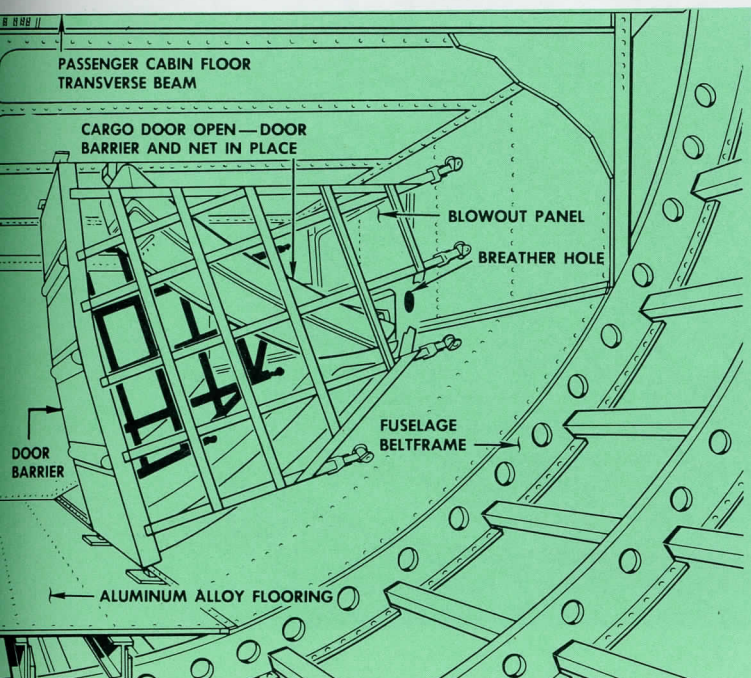 PASSENGER CABIN FLOOR
TRANSVERSE BEAM
CARGO DOOR OPEN—DOOR
BARRIER AND NET IN PLACE
BLOWOUT PANEL
BREATHER HOLE
FUSELAGE
BELTFRAME
DOOR
BARRIER
ALUMINUM ALLOY FLOORING